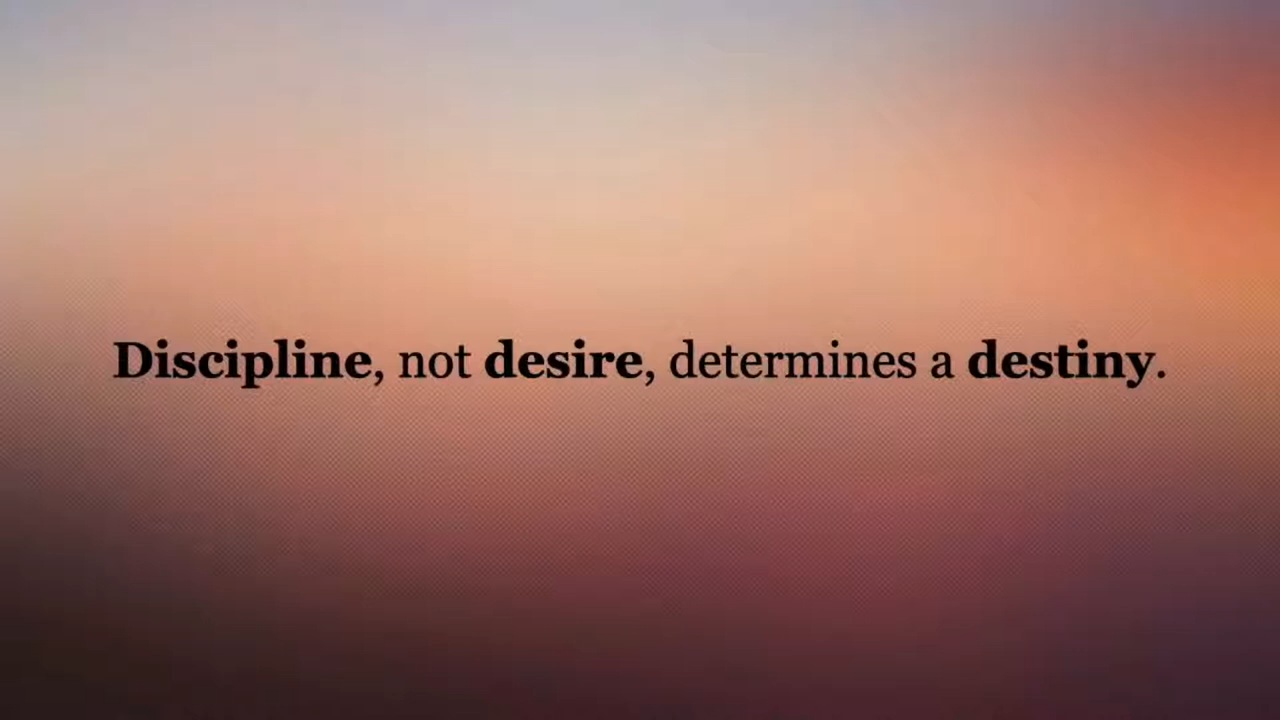 Discipline, not desire, determines a destiny.